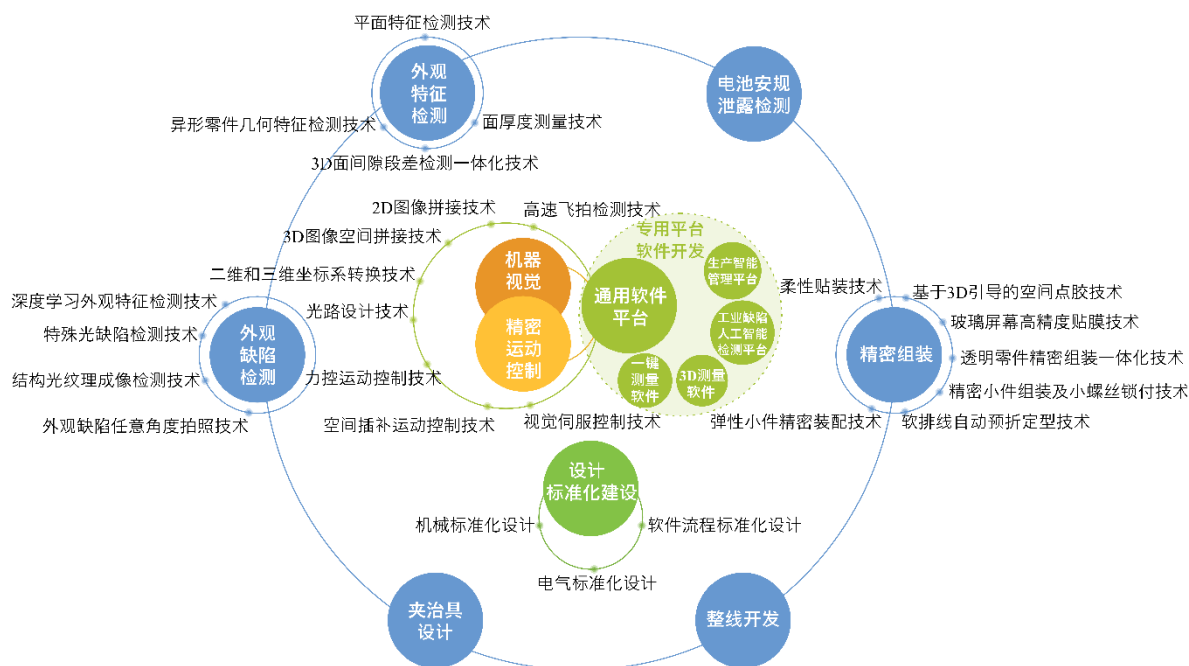 平面特征检测技术
外观
特征
检测
异形零件几何特征检测技术
面厚度测量技术
3D面间隙段差检测一体化技术
电池安规
泄露检测
2D图像拼接技术
高速飞拍检测技术
3D图像空间拼接技术
二维和三维坐标系转换技术
光路设计技术
力控运动控制技术
空间插补运动控制技术
视觉伺服控制技术
机器
视觉
精密
运动
控制
专用平台
软件开发
通用软件
平台
生产智能
管理平台
工业缺陷
人工智能
检测平台
一键
测量
软件
3D测量
软件
深度学习外观特征检测技术
特殊光缺陷检测技术
结构光纹理成像检测技术
外观缺陷任意角度拍照技术
外观
缺陷
检测
柔性贴装技术
基于3D引导的空间点胶技术
玻璃屏幕高精度贴膜技术
透明零件精密组装一体化技术
精密小件组装及小螺丝锁付技术
软排线自动预折定型技术
弹性小件精密装配技术
精密组装
设计
标准化建设
机械标准化设计
软件流程标准化设计
电气标准化设计
夹治具
设计
整线开发